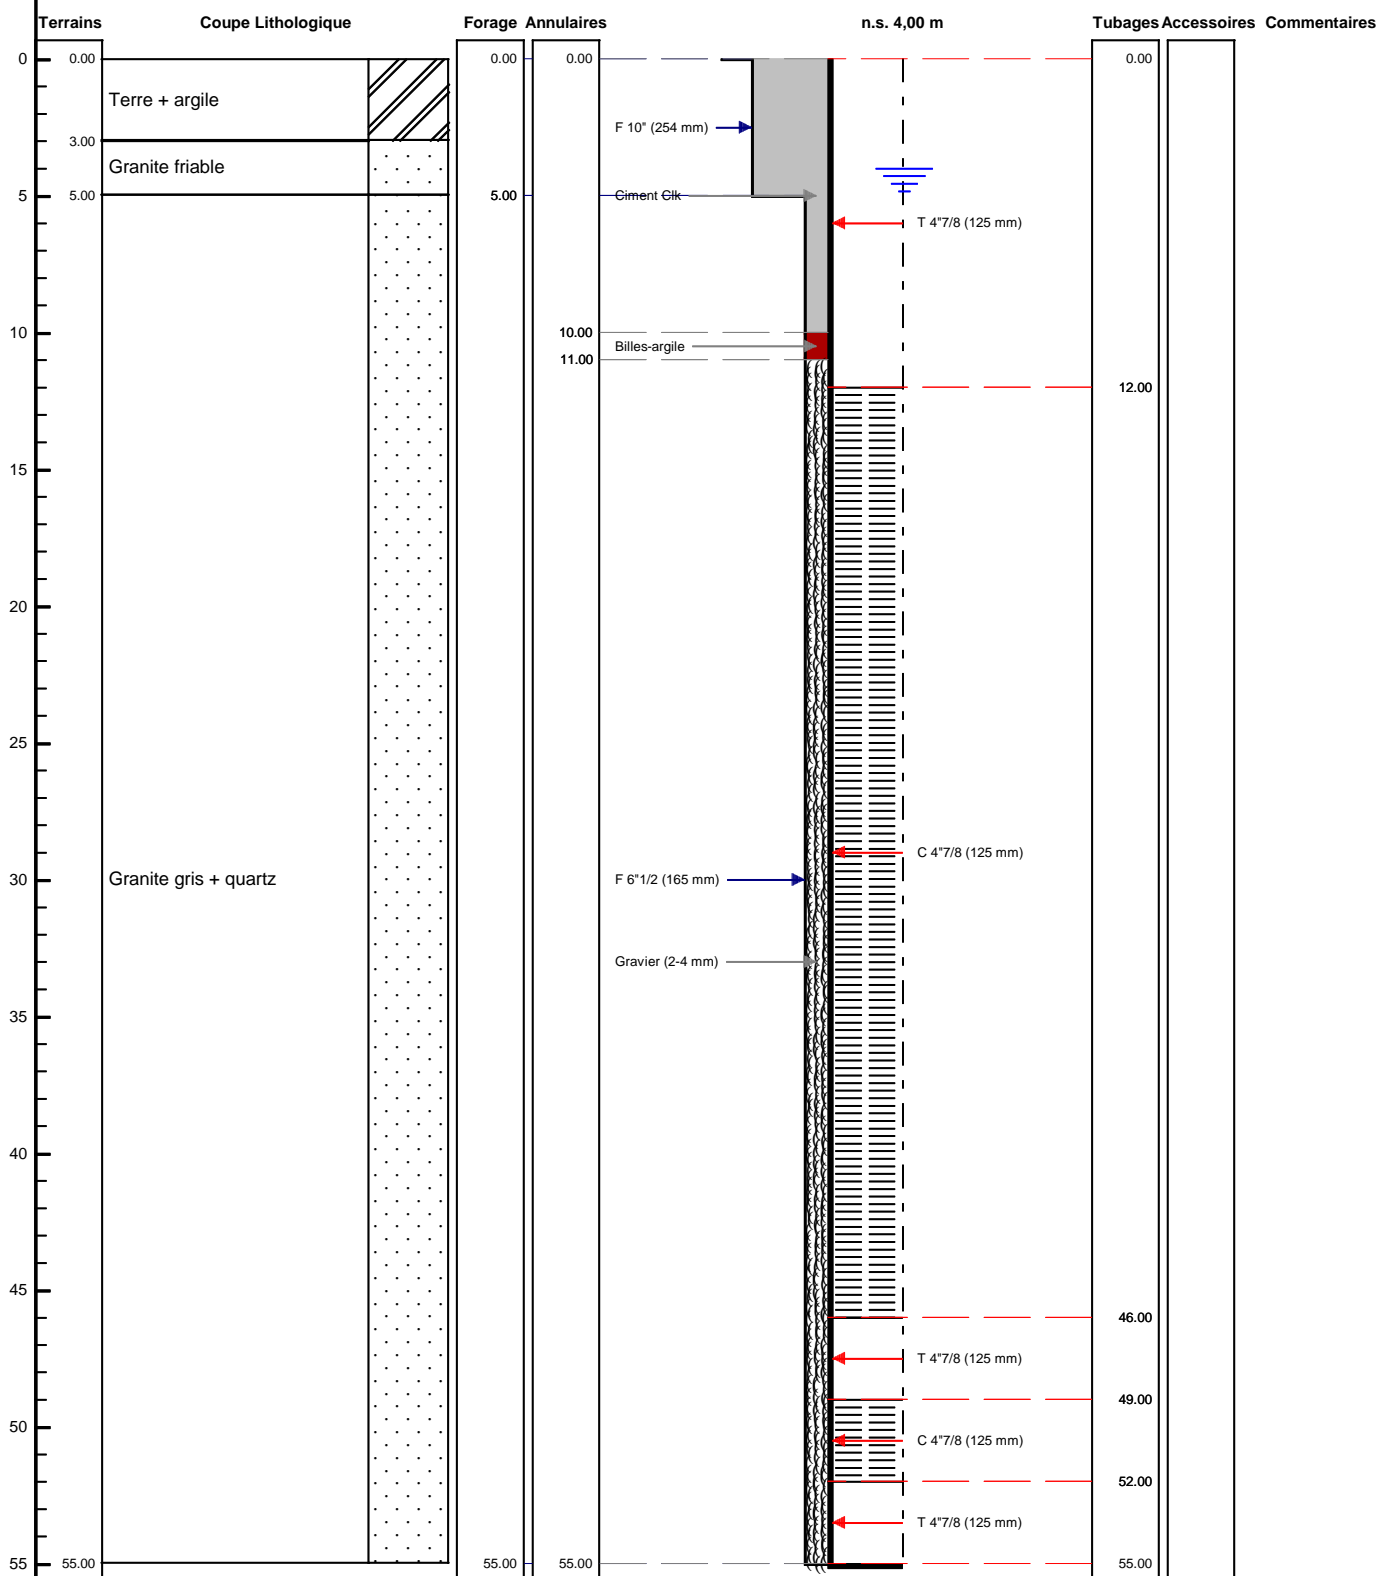 Terrains Coupe Lithologique Forage Annulaires n.s. 4,00 m Tubages Accessoires Commentaires
0 0.00 0.00 0.00 0.00
Terre + argile
F 10" (254 mm)
3.00
Granite friable
5 5.00 5.00 Ciment Clk
T 4"7/8 (125 mm)
10 10.00
Billes-argile
11.00
12.00
15
20
25
C 4"7/8 (125 mm)
30 Granite gris + quartz F 6"1/2 (165 mm)
Gravier (2-4 mm)
35
40
45
46.00
T 4"7/8 (125 mm)
49.00
50
C 4"7/8 (125 mm)
52.00
T 4"7/8 (125 mm)
55 55.00 55.00 55.00 55.00